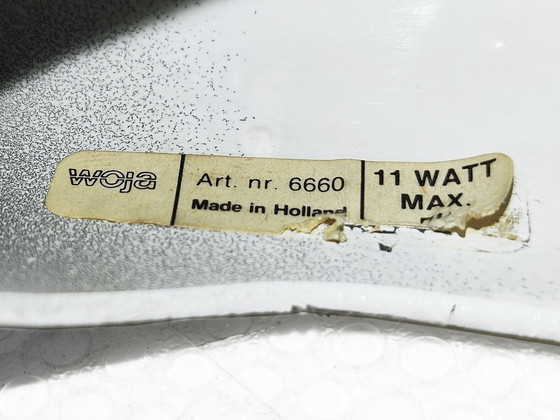 woja
Art. nr. 6660
Made in Holland
11 WATT
MAX.